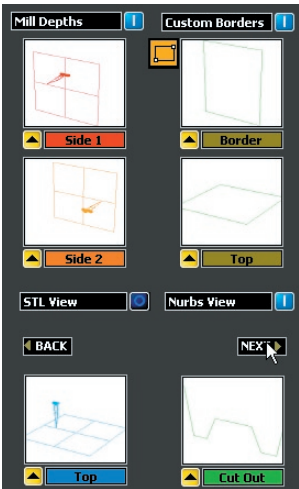 Mill Depths
Custom Borders
Side 1
Border
Side 2
Top
STL View
Nurbs View
BACK
NEXT
Top
Cut Out